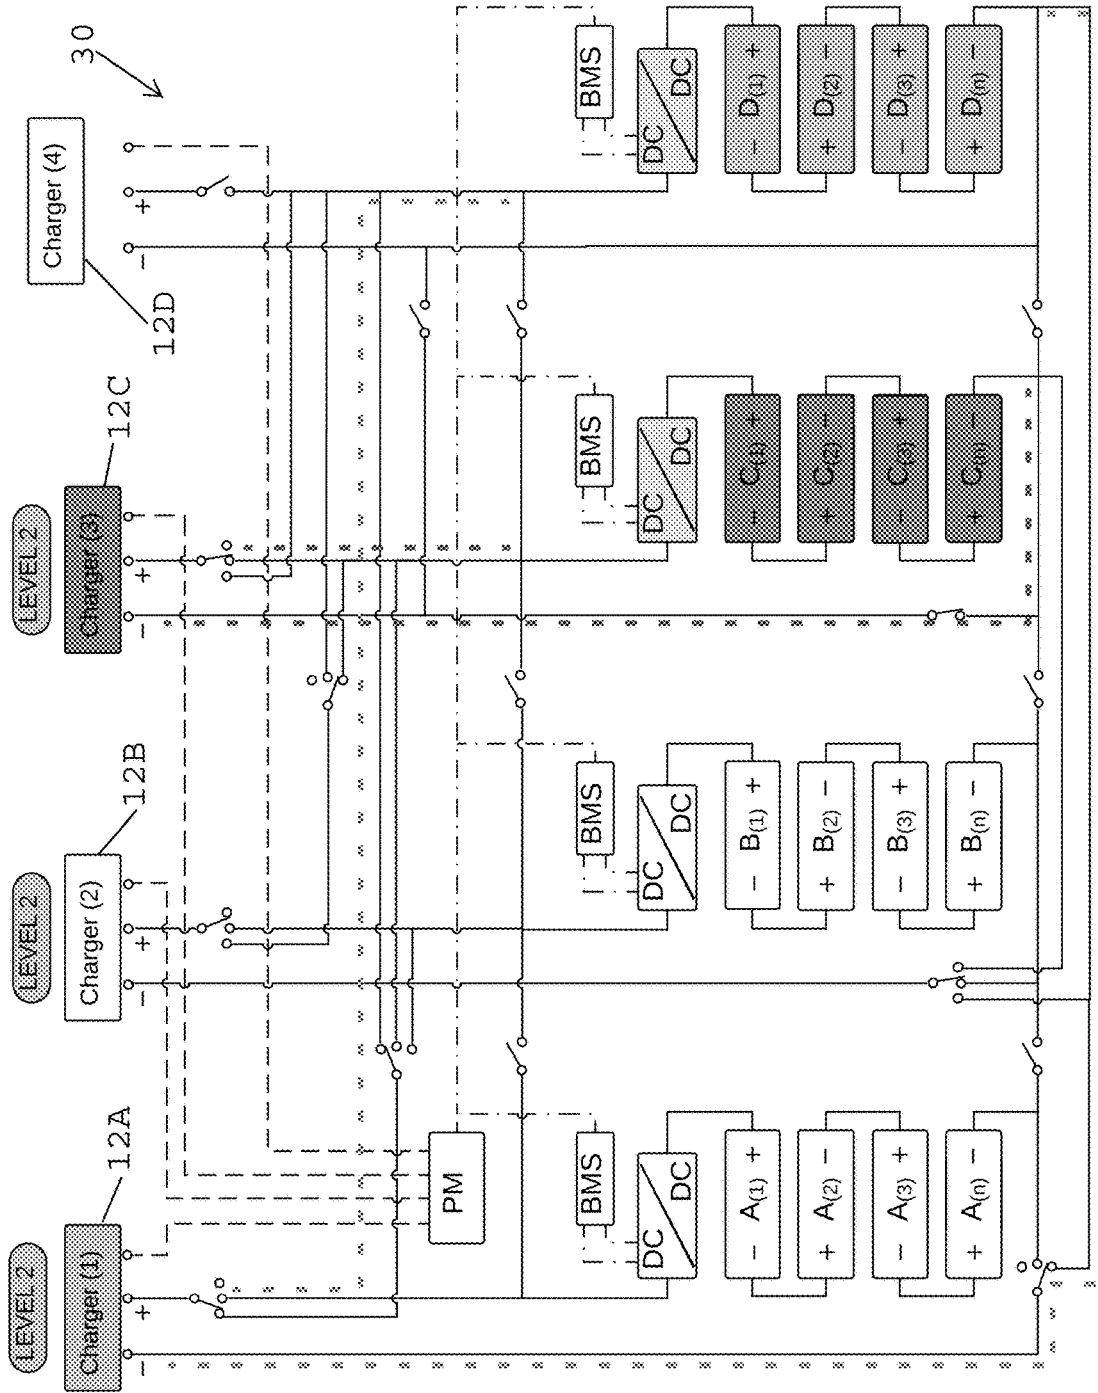 30
LEVEL 2
LEVEL 2
LEVEL 2
Charger (1)
Charger (2)
Charger (3)
Charger (4)
12A
12B
12C
12D
− +
− +
− +
− +
PM
BMS
BMS
BMS
BMS
DC DC
DC DC
DC DC
DC DC
− A(1) +
− B(1) +
− C(1) +
− D(1) +
+ A(2) −
+ B(2) −
+ C(2) −
+ D(2) −
− A(3) +
− B(3) +
− C(3) +
− D(3) +
+ A(n) −
+ B(n) −
+ C(n) −
+ D(n) −